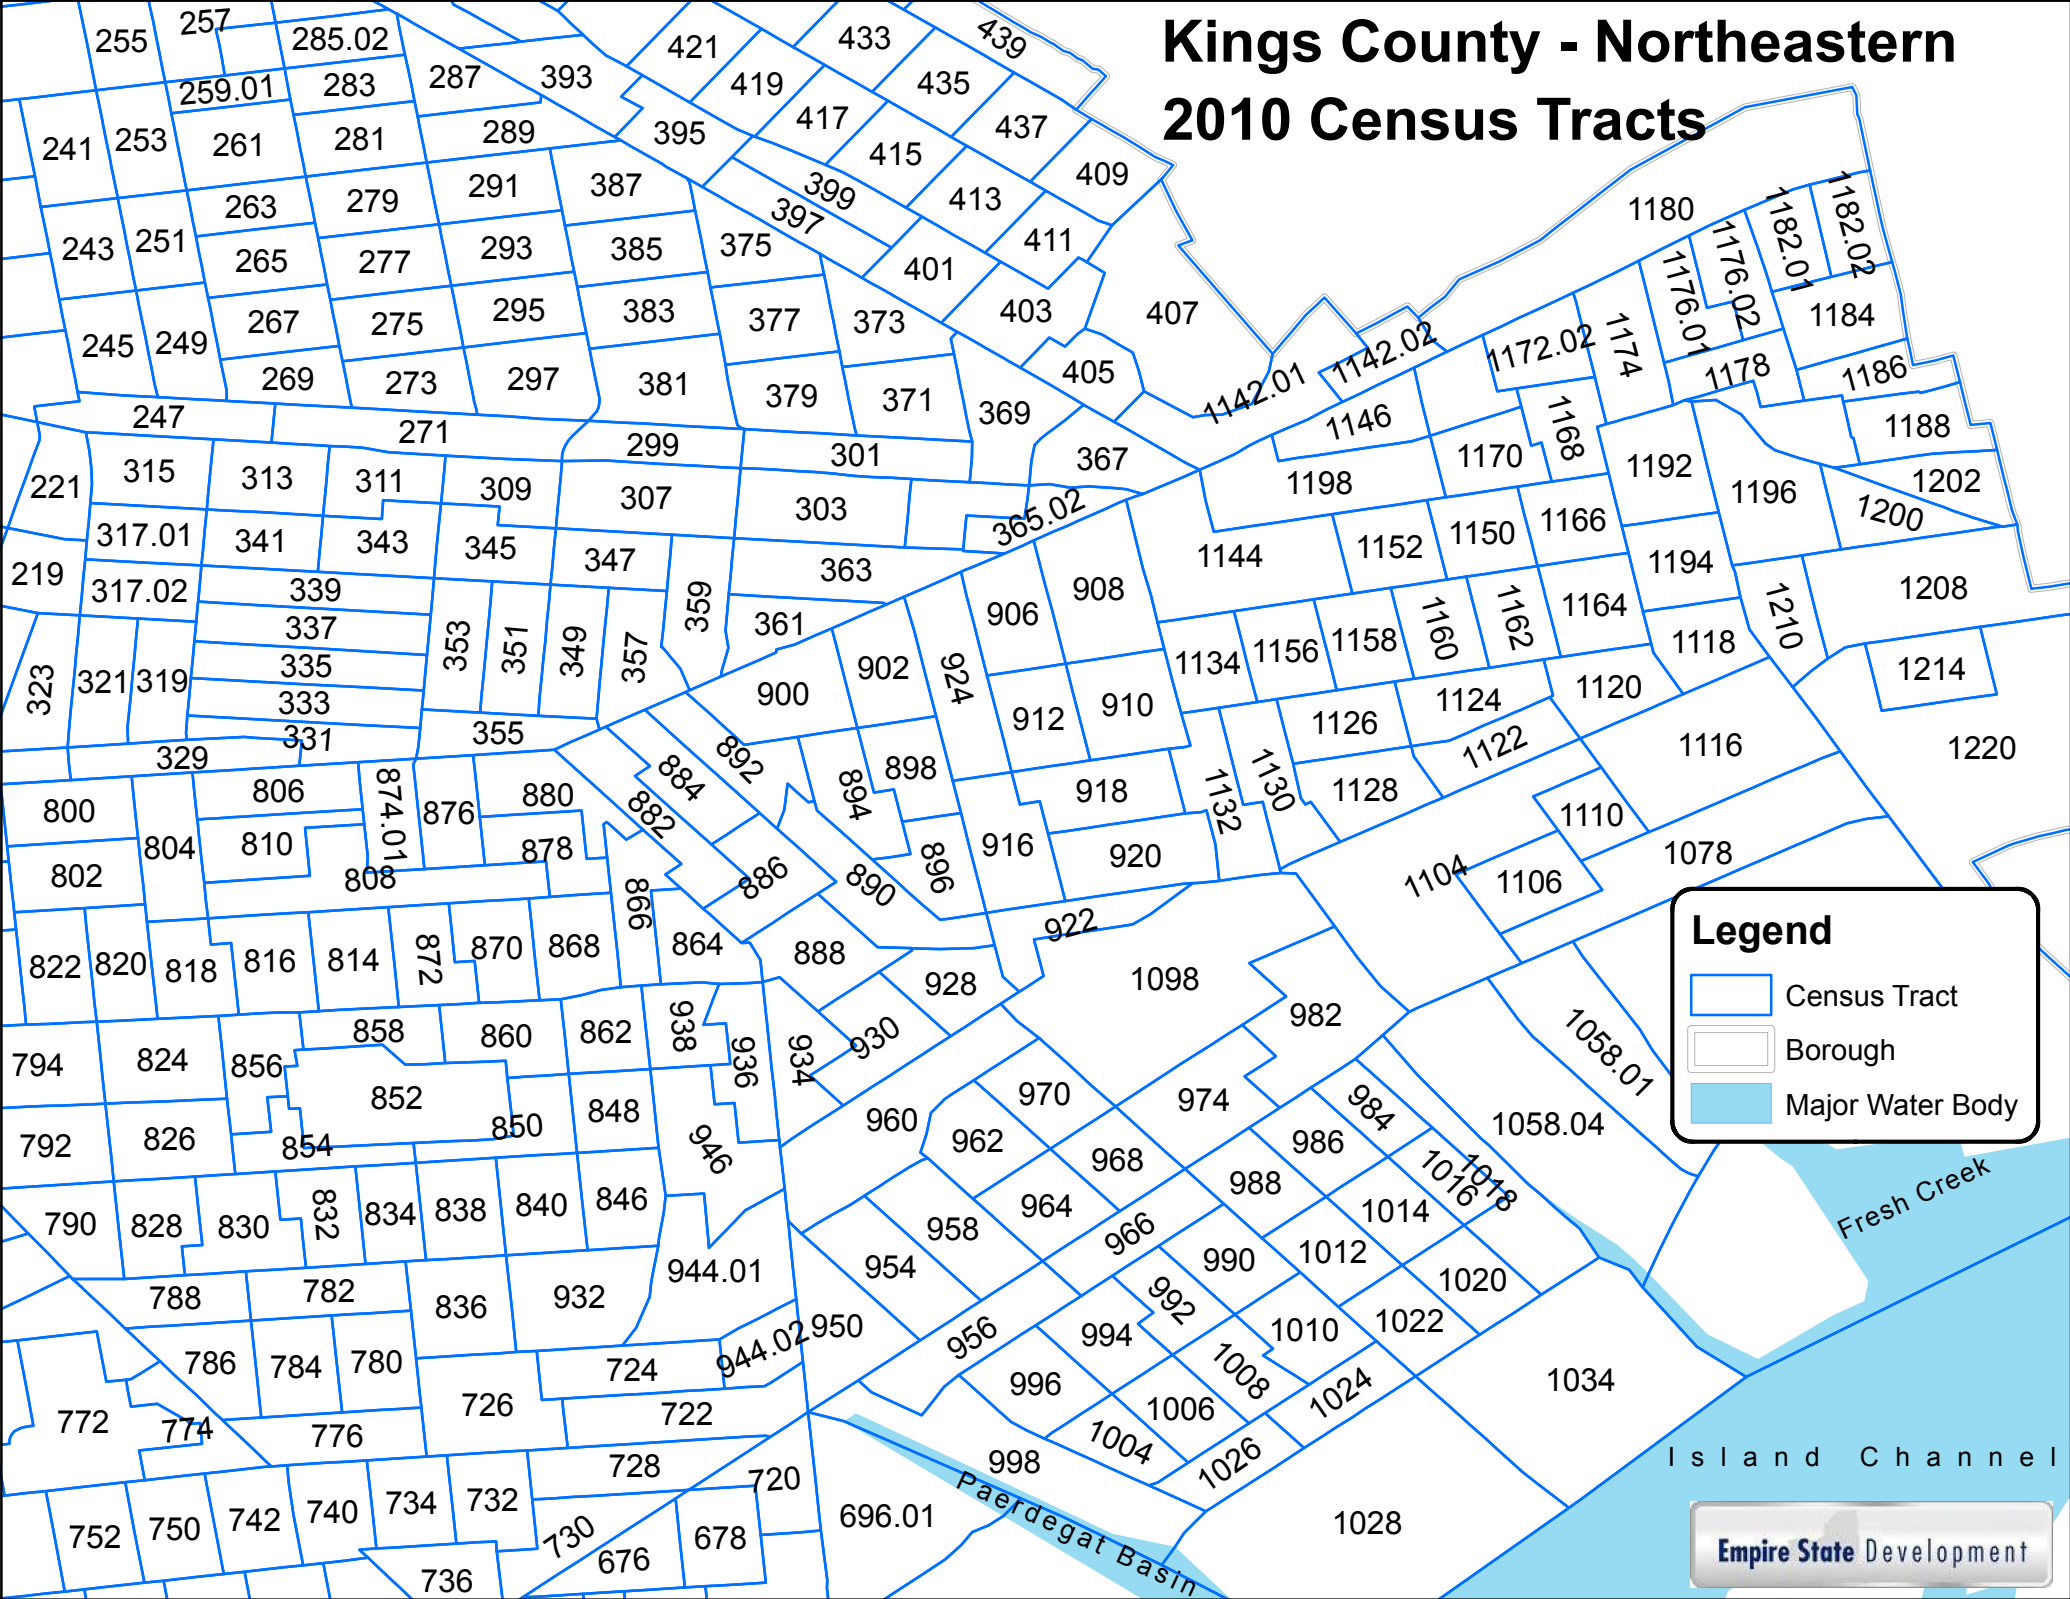 Kings County - Northeastern
2010 Census Tracts
255 257 285.02 287 393 421 433 439
259.01 283 419 435
241 253 261 281 289 395 417 437
415 409
263 279 291 387 399 413 1180 1182.01 1182.02
243 251 265 277 293 385 375 397 401 411 1176.02
267 275 295 383 377 373 403 407 1176.01 1184
245 249 1174 1172.02 1142.02
269 273 297 381 379 371 405 1142.01 1178 1186
247 271 299 301 369 367 1146 1168 1188
221 315 313 311 309 307 303 1198 1170 1192 1196 1202
317.01 341 343 345 347 363 365.02 1144 1152 1150 1166 1200
219 317.02 339 359 908 1194 1208
337 361 906 1160 1162 1164 1210
323 321 319 335 353 351 349 357 902 924 1134 1156 1158 1118
333 900 912 910 1126 1124 1120 1214
329 331 355 892 898 1130 1122 1116 1220
800 806 874.01 876 880 882 884 894 918 1132 1128 1110
802 804 810 808 878 886 890 896 916 920 1104 1106 1078
822 820 818 816 814 872 870 868 866 864 888 922
928 1098
794 824 856 858 860 862 938 936 934 930 982 1058.01
852 970 974 984
792 826 854 850 848 946 960 962 968 986 1016 1018 1058.04
790 828 830 832 834 838 840 846 958 964 966 988 1014
788 782 836 932 944.01 954 990 1012 1020
786 784 780 724 944.02 950 956 992 994 1010 1022
772 774 776 726 722 996 1006 1008 1024 1034
728 720 998 1004 1026
752 750 742 740 734 732 730 676 678 696.01 1028
736
Legend
Census Tract
Borough
Major Water Body
Fresh Creek
Island Channel
Paerdegat Basin
Empire State Development